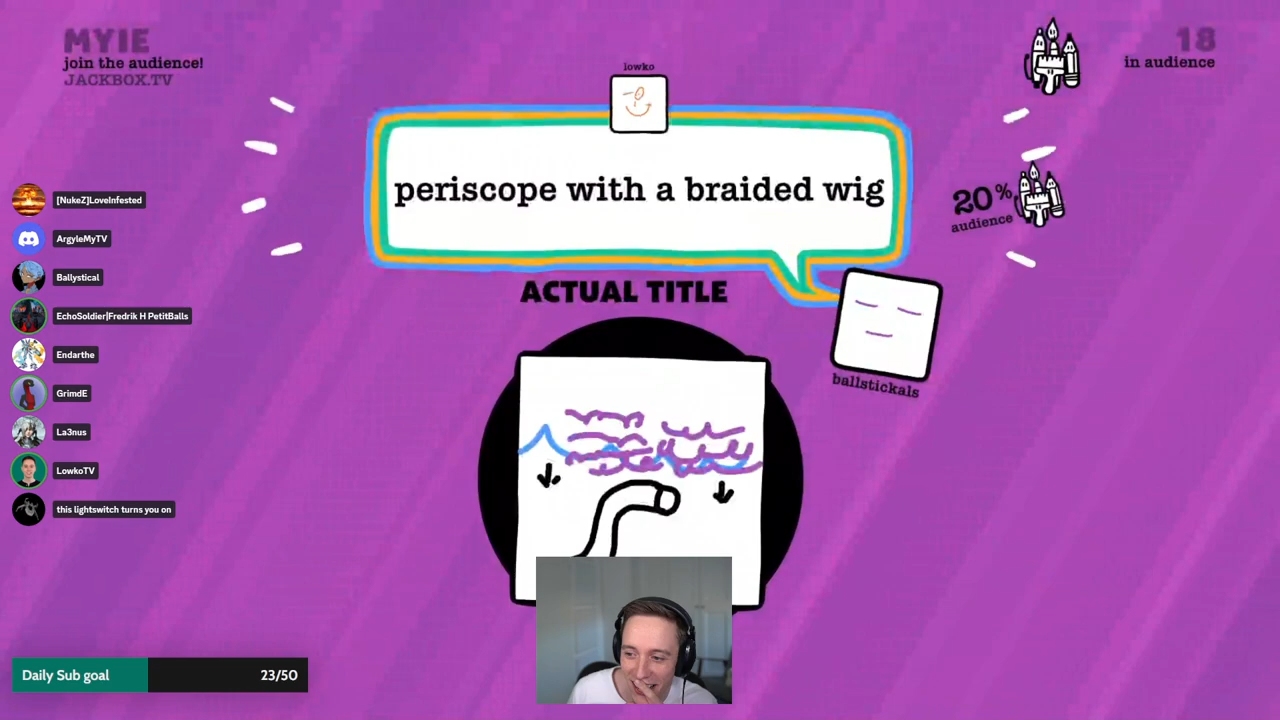 MYIE
join the audience!
JACKBOX.TV
18
in audience
lowko
periscope with a braided wig
20%
audience
ACTUAL TITLE
ballstickals
[NukeZ]LoveInfested
ArgyleMyTV
Ballystical
EchoSoldier|Fredrik H PetitBalls
Endarthe
GrimdE
La3nus
LowkoTV
this lightswitch turns you on
Daily Sub goal 23/50